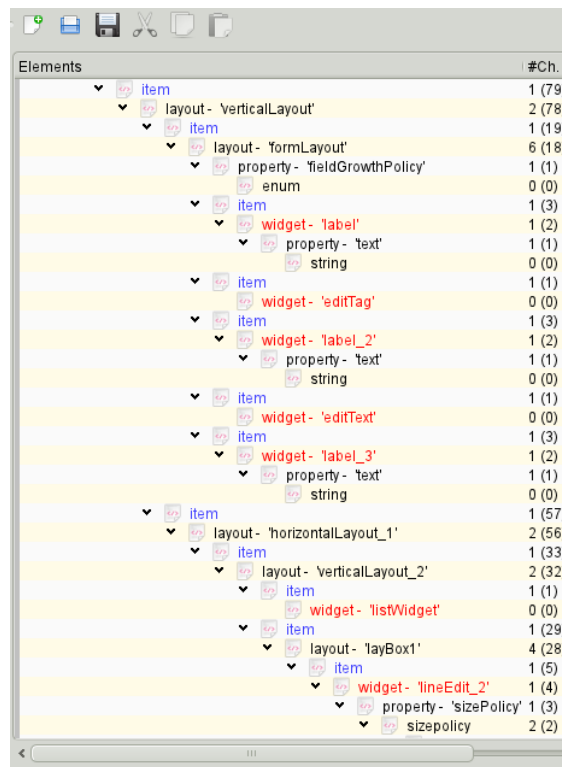 Elements #Ch.
item 1 (79
layout - 'verticalLayout' 2 (78
item 1 (19
layout - 'formLayout' 6 (18
property - 'fieldGrowthPolicy' 1 (1)
enum 0 (0)
item 1 (3)
widget - 'label' 1 (2)
property - 'text' 1 (1)
string 0 (0)
item 1 (1)
widget - 'editTag' 0 (0)
item 1 (3)
widget - 'label_2' 1 (2)
property - 'text' 1 (1)
string 0 (0)
item 1 (1)
widget - 'editText' 0 (0)
item 1 (3)
widget - 'label_3' 1 (2)
property - 'text' 1 (1)
string 0 (0)
item 1 (57
layout - 'horizontalLayout_1' 2 (56
item 1 (33
layout - 'verticalLayout_2' 2 (32
item 1 (1)
widget - 'listWidget' 0 (0)
item 1 (29
layout - 'layBox1' 4 (28
item 1 (5)
widget - 'lineEdit_2' 1 (4)
property - 'sizePolicy' 1 (3)
sizepolicy 2 (2)